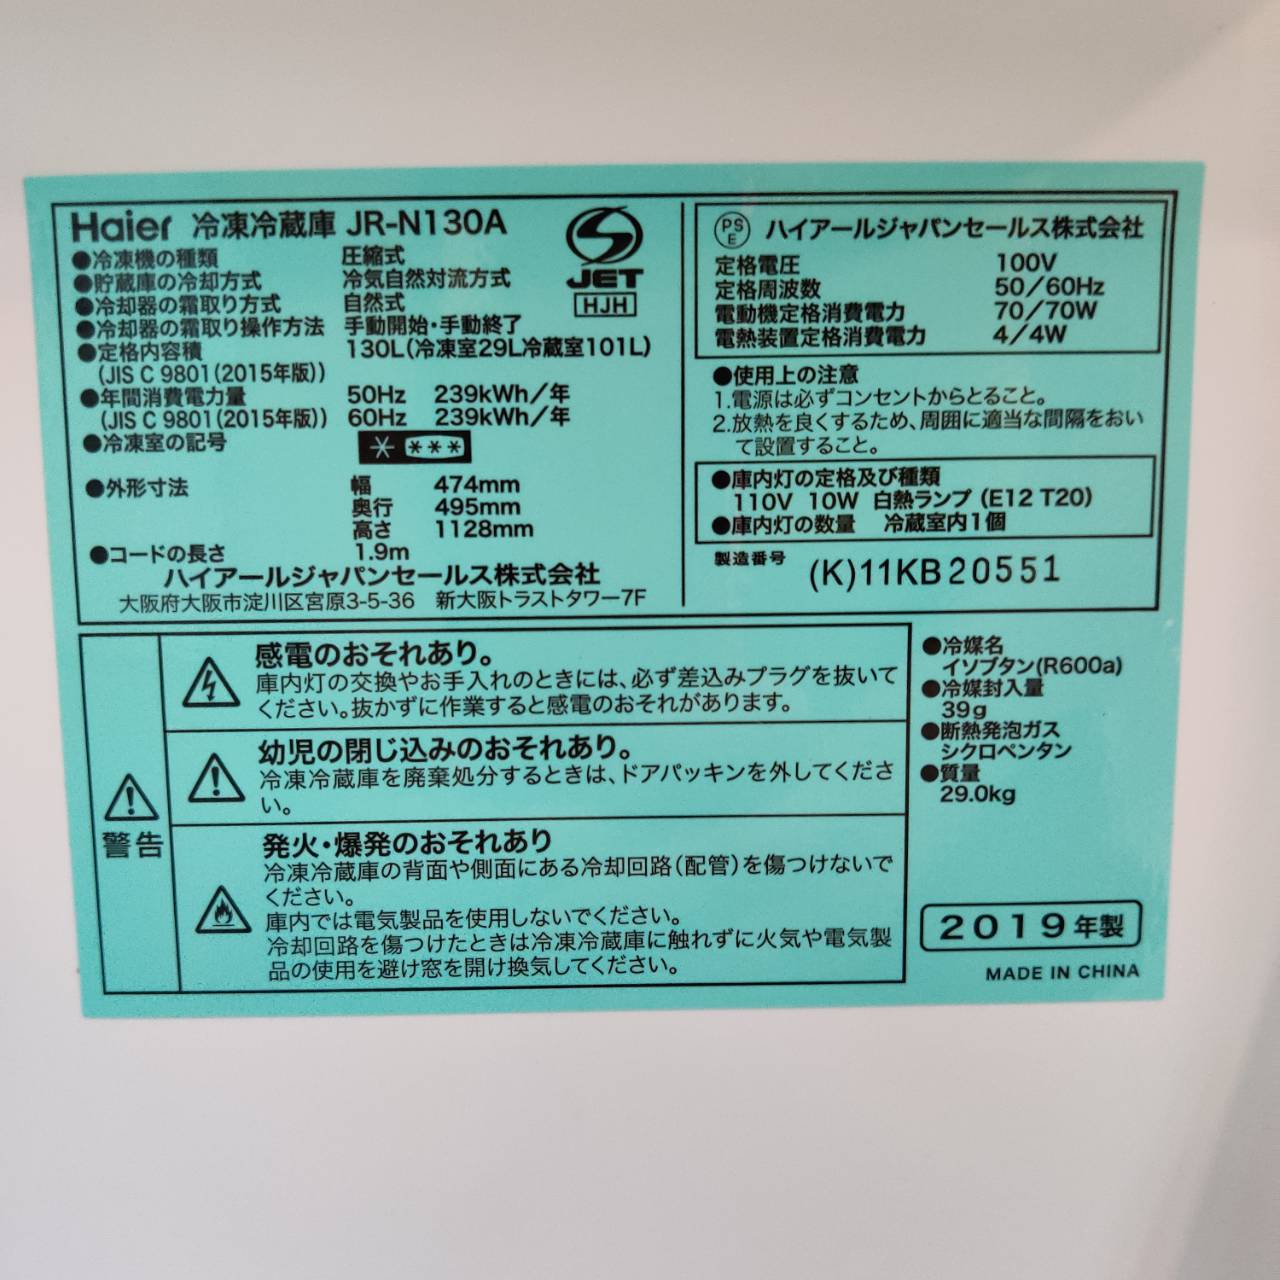 Haier 冷凍冷蔵庫 JR-N130A
●冷凍機の種類 圧縮式
●貯蔵庫の冷却方式 冷気自然対流方式
●冷却器の霜取り方式 自然式
●冷却器の霜取り操作方法 手動開始・手動終了
●定格内容積 130L(冷凍室29L冷蔵室101L)
(JIS C 9801(2015年版))
●年間消費電力量 50Hz 239kWh/年
(JIS C 9801(2015年版)) 60Hz 239kWh/年
●冷凍室の記号 * ***
●外形寸法 幅 474mm
奥行 495mm
高さ 1128mm
●コードの長さ 1.9m
ハイアールジャパンセールス株式会社
大阪府大阪市淀川区宮原3-5-36 新大阪トラストタワー7F
S
JET
HJH
PS
E
ハイアールジャパンセールス株式会社
定格電圧 100V
定格周波数 50/60Hz
電動機定格消費電力 70/70W
電熱装置定格消費電力 4/4W
●使用上の注意
1.電源は必ずコンセントからとること。
2.放熱を良くするため、周囲に適当な間隔をおい
て設置すること。
●庫内灯の定格及び種類
110V 10W 白熱ランプ (E12 T20)
●庫内灯の数量 冷蔵室内1個
製造番号 (K)11KB20551
警告
感電のおそれあり。
庫内灯の交換やお手入れのときには、必ず差込みプラグを抜いて
ください。抜かずに作業すると感電のおそれがあります。
幼児の閉じ込みのおそれあり。
冷凍冷蔵庫を廃棄処分するときは、ドアパッキンを外してくださ
い。
発火・爆発のおそれあり
冷凍冷蔵庫の背面や側面にある冷却回路(配管)を傷つけないで
ください。
庫内では電気製品を使用しないでください。
冷却回路を傷つけたときは冷凍冷蔵庫に触れずに火気や電気製
品の使用を避け窓を開け換気してください。
●冷媒名
イソブタン(R600a)
●冷媒封入量
39g
●断熱発泡ガス
シクロペンタン
●質量
29.0kg
2019年製
MADE IN CHINA